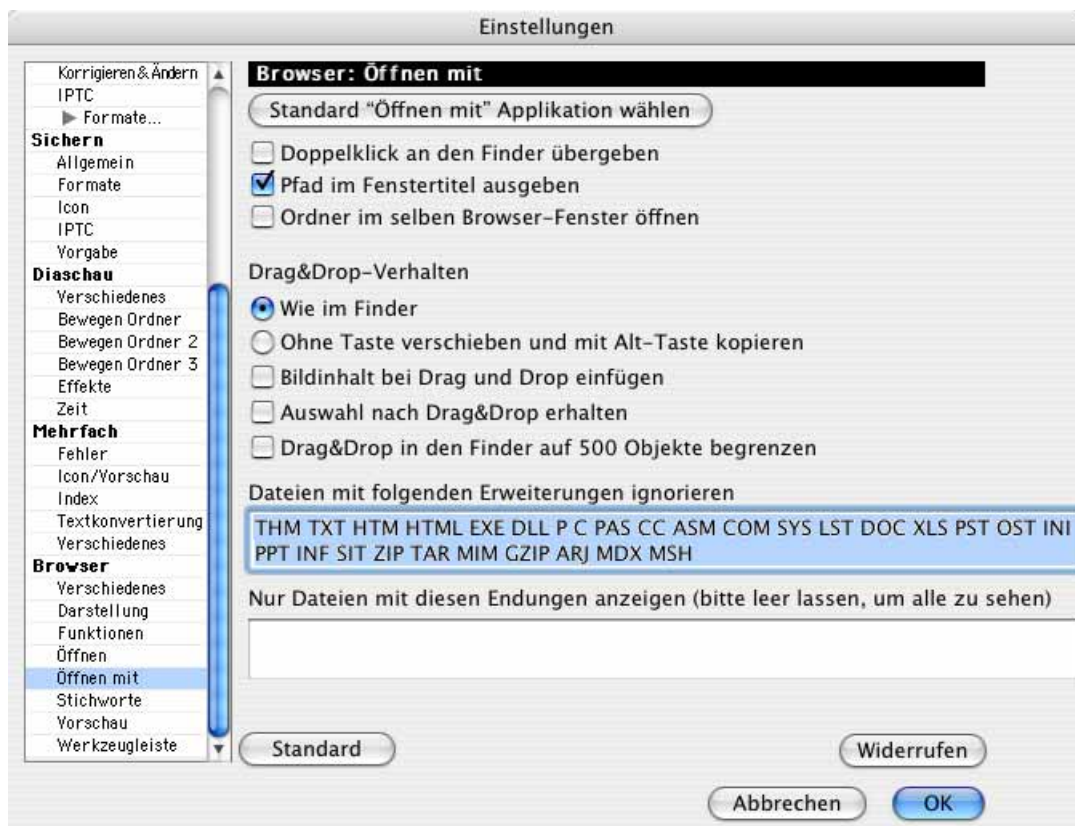 Einstellungen
Korrigieren & Ändern
IPTC
Formate...
Sichern
Allgemein
Formate
Icon
IPTC
Vorgabe
Diaschau
Verschiedenes
Bewegen Ordner
Bewegen Ordner 2
Bewegen Ordner 3
Effekte
Zeit
Mehrfach
Fehler
Icon/Vorschau
Index
Textkonvertierung
Verschiedenes
Browser
Verschiedenes
Darstellung
Funktionen
Öffnen
Öffnen mit
Stichworte
Vorschau
Werkzeugleiste
Browser: Öffnen mit
Standard “Öffnen mit” Applikation wählen
Doppelklick an den Finder übergeben
Pfad im Fenstertitel ausgeben
Ordner im selben Browser-Fenster öffnen
Drag&Drop-Verhalten
Wie im Finder
Ohne Taste verschieben und mit Alt-Taste kopieren
Bildinhalt bei Drag und Drop einfügen
Auswahl nach Drag&Drop erhalten
Drag&Drop in den Finder auf 500 Objekte begrenzen
Dateien mit folgenden Erweiterungen ignorieren
THM TXT HTM HTML EXE DLL P C PAS CC ASM COM SYS LST DOC XLS PST OST INI
PPT INF SIT ZIP TAR MIM GZIP ARJ MDX MSH
Nur Dateien mit diesen Endungen anzeigen (bitte leer lassen, um alle zu sehen)
Standard
Widerrufen
Abbrechen
OK